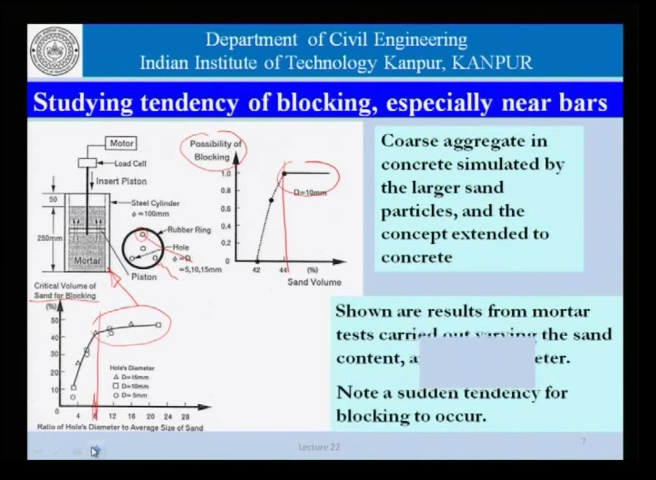 Department of Civil Engineering
Indian Institute of Technology Kanpur, KANPUR
Studying tendency of blocking, especially near bars
Motor
Load Cell
Insert Piston
50
Steel Cylinder
φ=100mm
250mm
Rubber Ring
Hole
φ=D
=5,10,15mm
Mortar
Piston
Possibility of
Blocking
1.0
0.8
0.6
0.4
0.2
0
D=10mm
42 44 (%)
Sand Volume
Critical Volume of
Sand for Blocking
(%)
50
40
30
20
10
0
Hole's Diameter
△ D=15mm
□ D=10mm
○ D=5mm
4 8 12 16 20 24 28
Ratio of Hole's Diameter to Average Size of Sand
Coarse aggregate in
concrete simulated by
the larger sand
particles, and the
concept extended to
concrete
Shown are results from mortar
tests carried out varying the sand
content, eter.
Note a sudden tendency for
blocking to occur.
Lecture 22
7